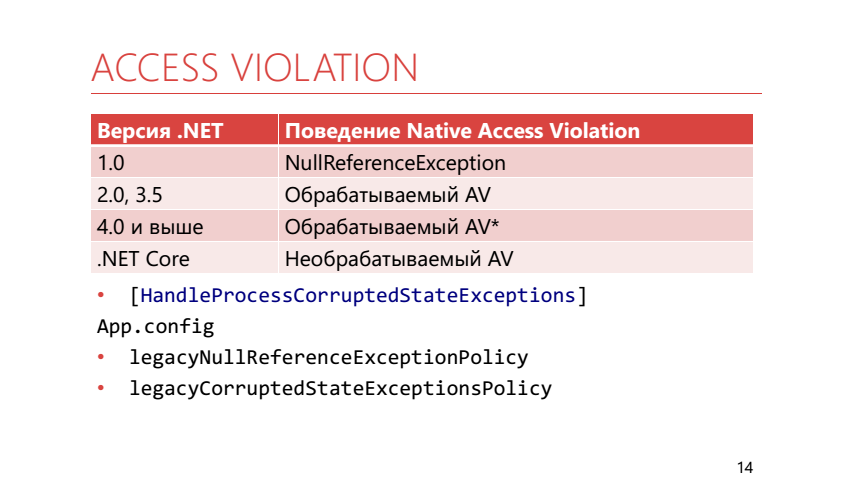 ACCESS VIOLATION
Версия .NET Поведение Native Access Violation
1.0 NullReferenceException
2.0, 3.5 Обрабатываемый AV
4.0 и выше Обрабатываемый AV*
.NET Core Необрабатываемый AV
• [HandleProcessCorruptedStateExceptions]
App.config
• legacyNullReferenceExceptionPolicy
• legacyCorruptedStateExceptionsPolicy
14